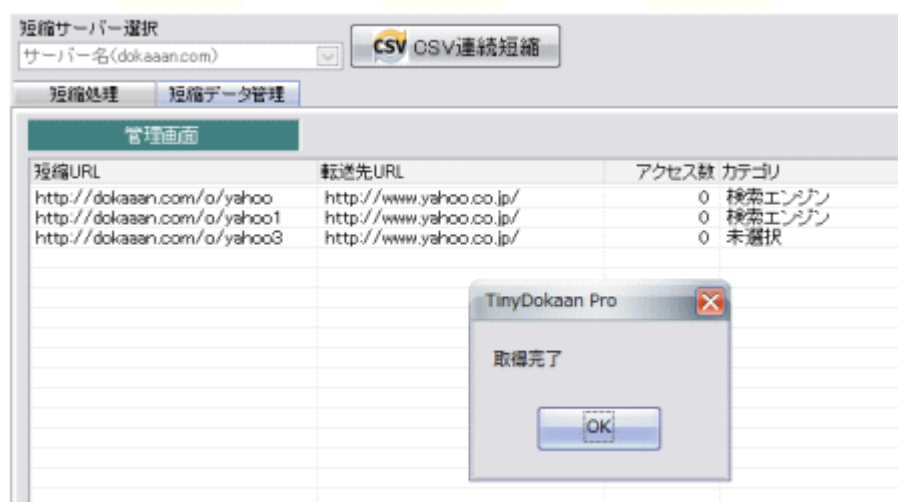 短縮サーバー選択
サーバー名(dokaaan.com)
CSV CSV連続短縮
短縮処理 短縮データ管理
管理画面
短縮URL 転送先URL アクセス数 カテゴリ
http://dokaaan.com/o/yahoo http://www.yahoo.co.jp/ 0 検索エンジン
http://dokaaan.com/o/yahoo1 http://www.yahoo.co.jp/ 0 検索エンジン
http://dokaaan.com/o/yahoo3 http://www.yahoo.co.jp/ 0 未選択
TinyDokaan Pro
取得完了
OK